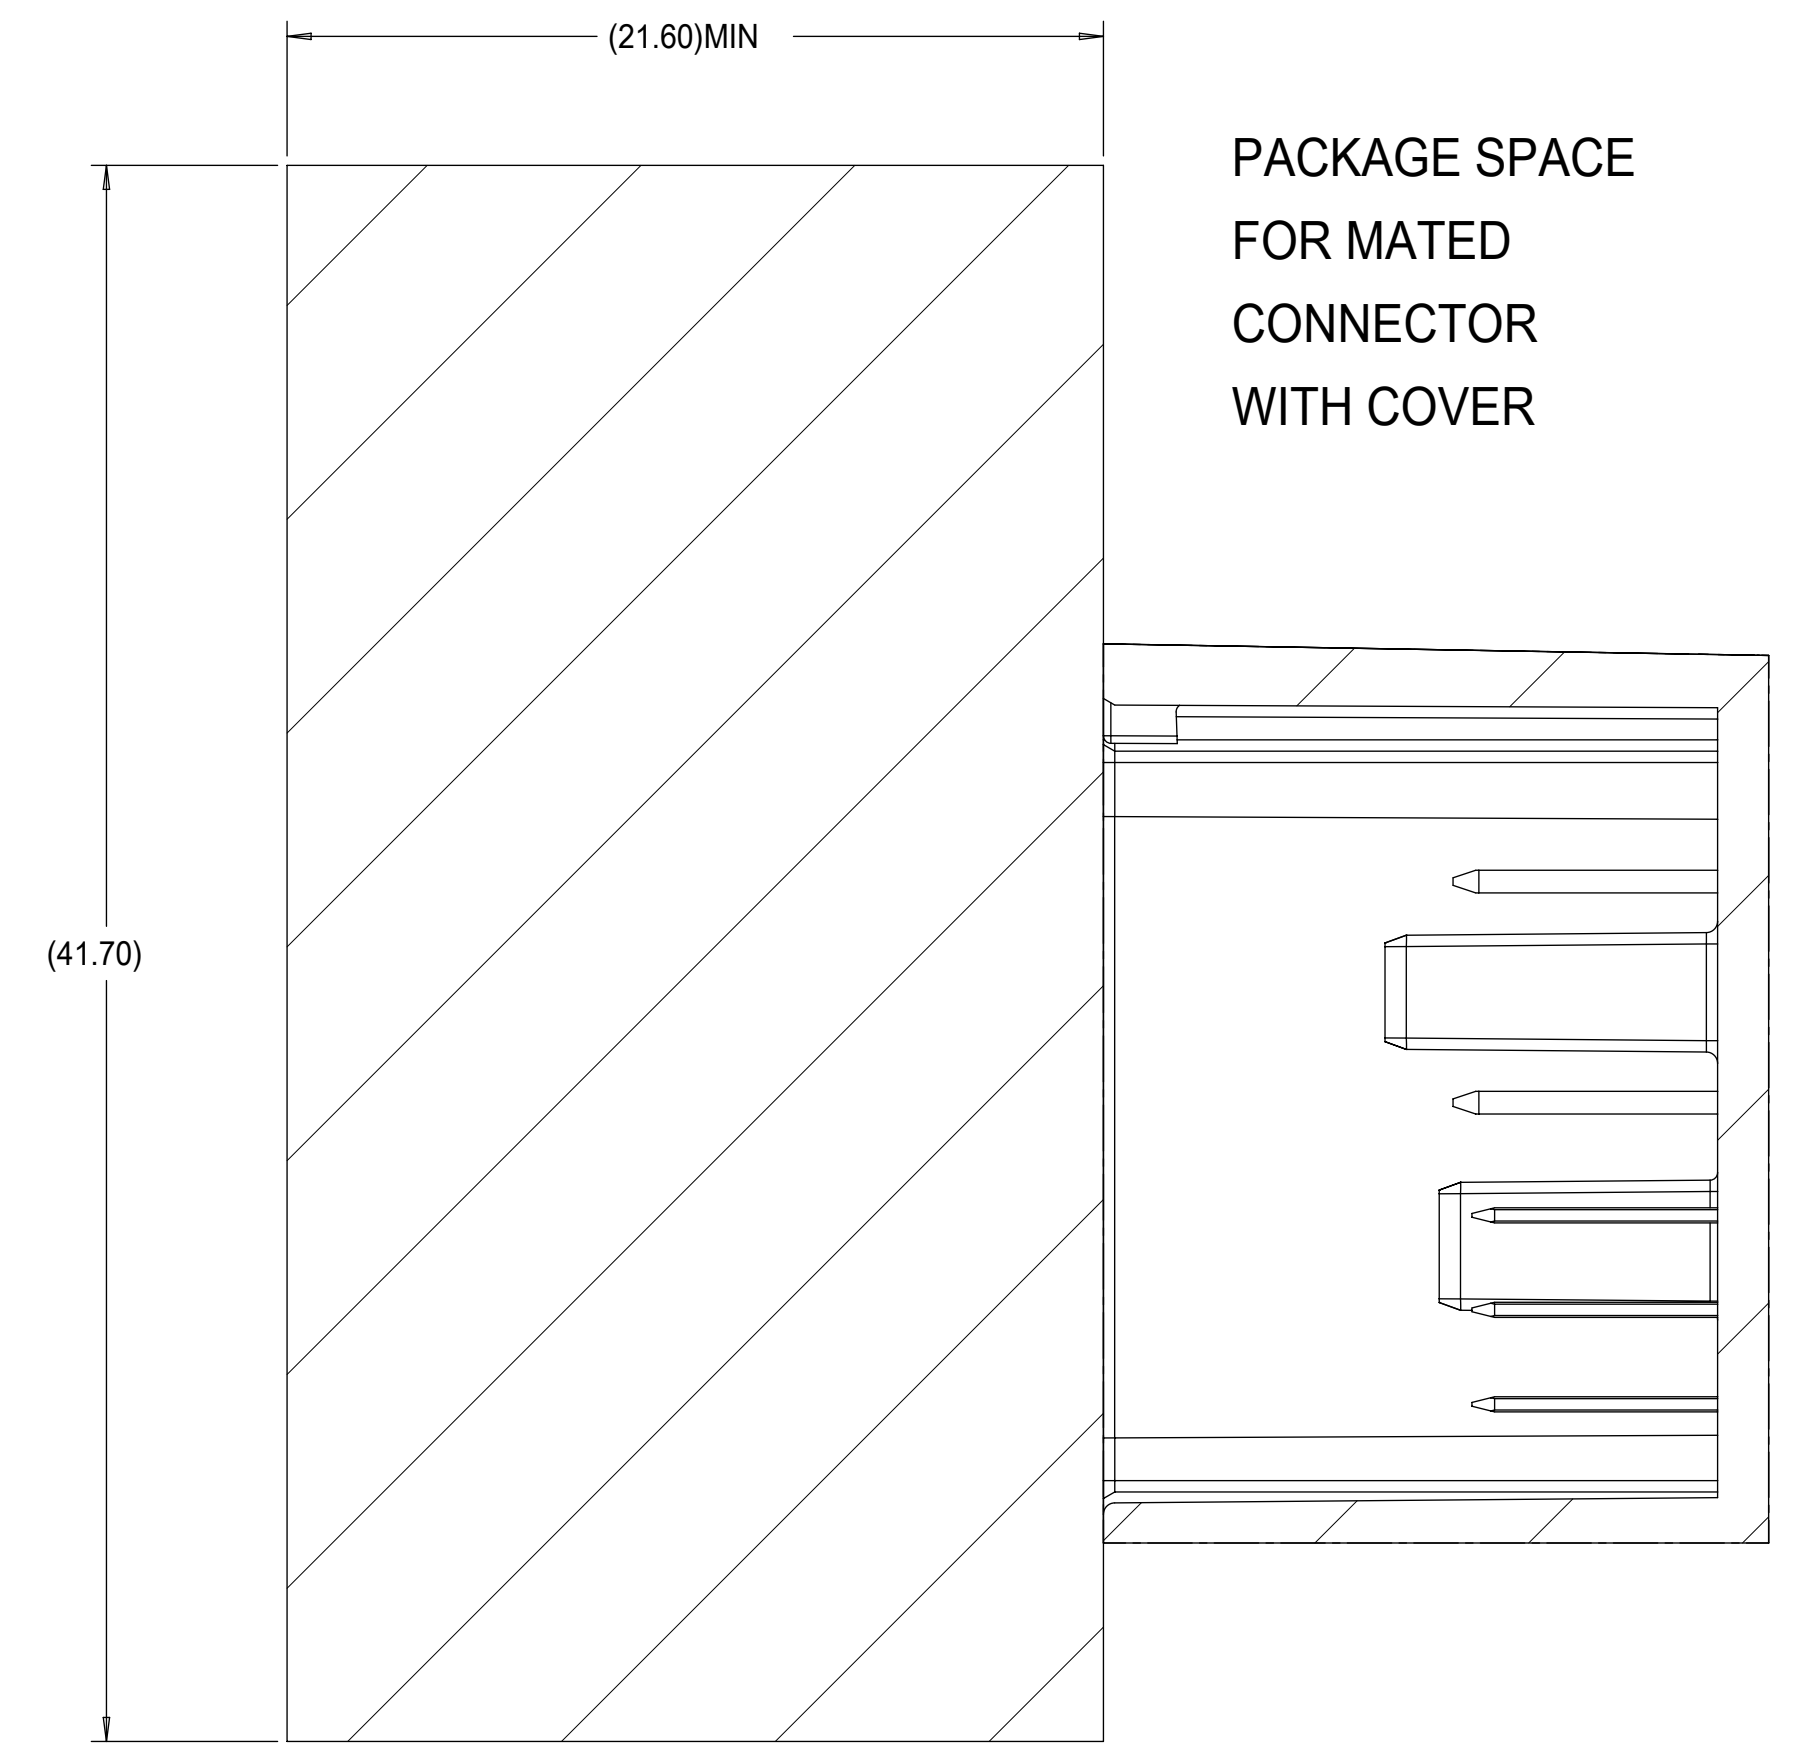 (21.60)MIN
PACKAGE SPACE
FOR MATED
CONNECTOR
WITH COVER
(41.70)